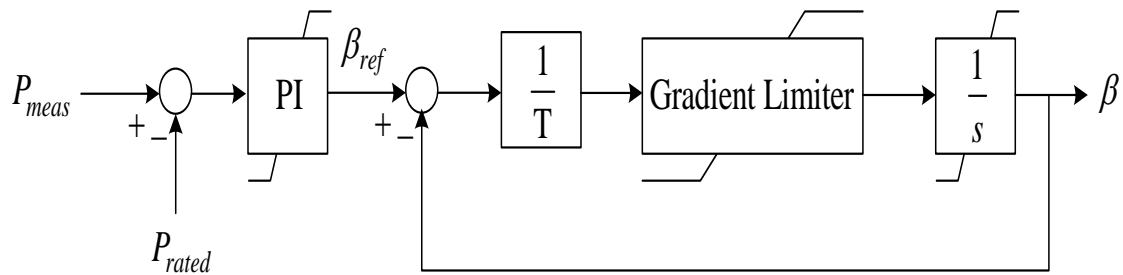 P_meas
+
−
P_rated
PI
β_ref
+
−
1
T
Gradient Limiter
1
s
β